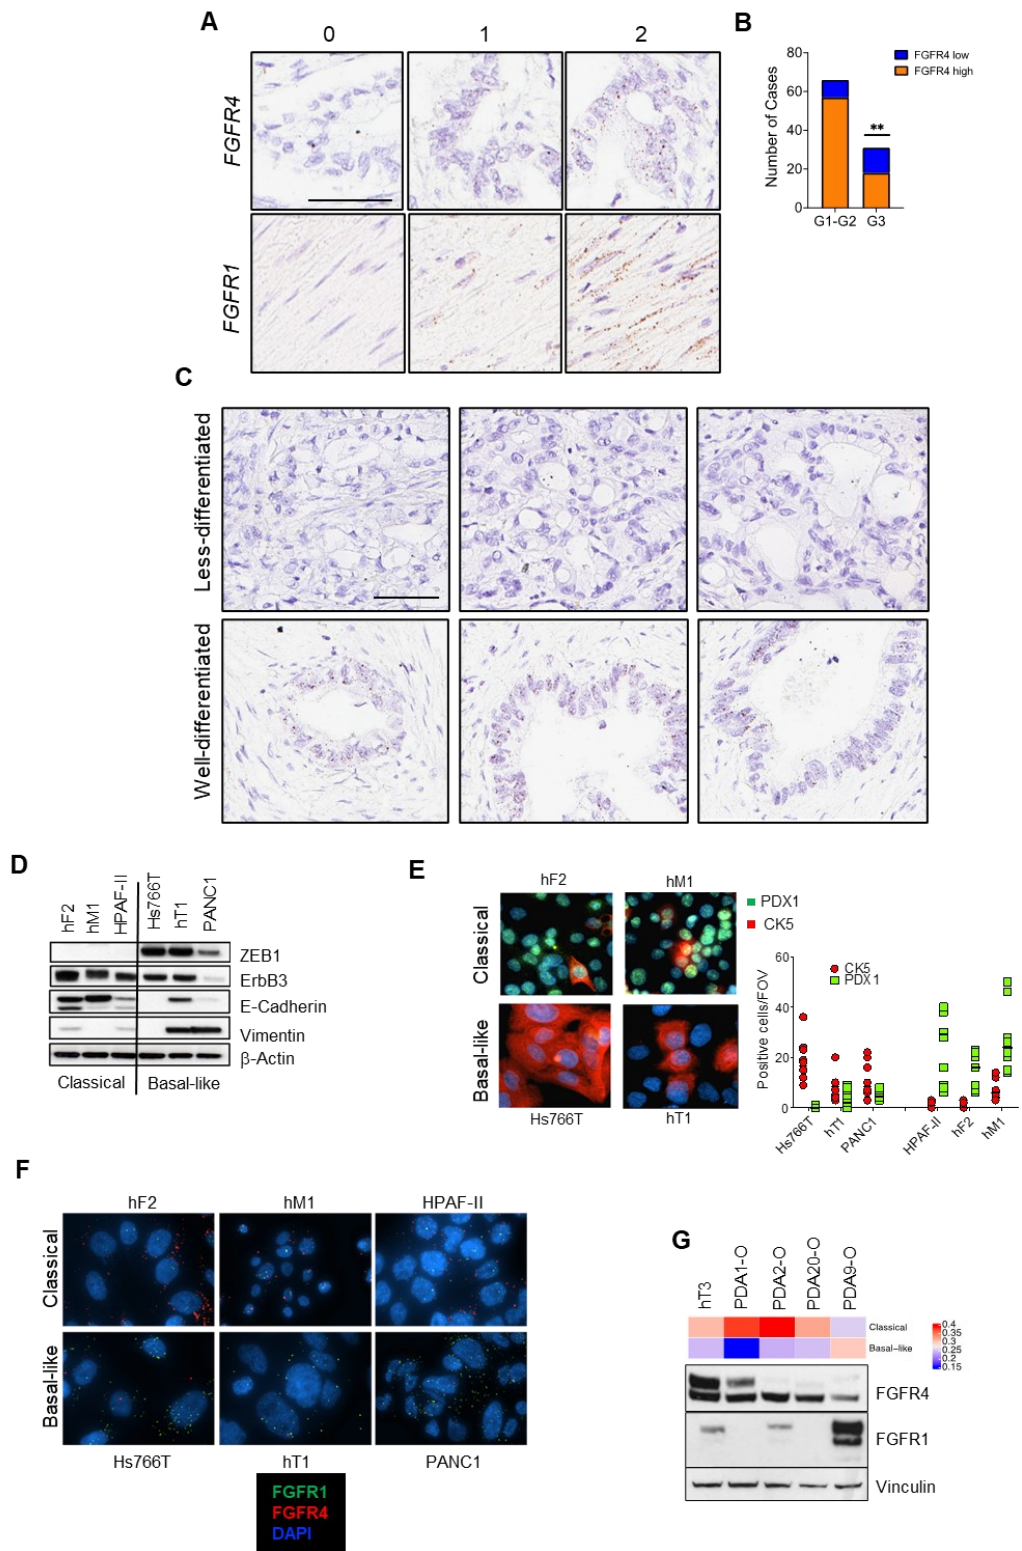 A
0 1 2
FGFR4
FGFR1
B
FGFR4 low
FGFR4 high
Number of Cases
80
60
40
20
0
**
G1-G2 G3
C
Less-differentiated
Well-differentiated
D
hF2 hM1 HPAF-II Hs766T hT1 PANC1
ZEB1
ErbB3
E-Cadherin
Vimentin
β-Actin
Classical Basal-like
E
hF2 hM1
Classical
Basal-like
Hs766T hT1
PDX1
CK5
Positive cells/FOV
60
40
20
0
CK5
PDX1
Hs766T hT1 PANC1 HPAF-II hF2 hM1
F
hF2 hM1 HPAF-II
Classical
Basal-like
Hs766T hT1 PANC1
FGFR1
FGFR4
DAPI
G
hT3 PDA1-O PDA2-O PDA20-O PDA9-O
Classical
Basal-like
0.4
0.35
0.3
0.25
0.2
0.15
FGFR4
FGFR1
Vinculin